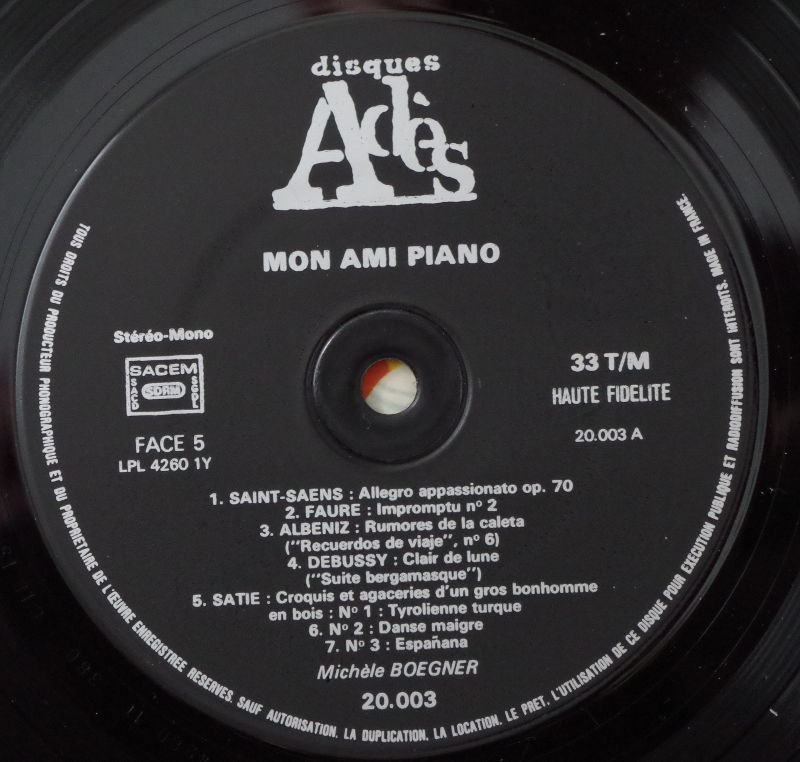 disques
Adès
MON AMI PIANO
Stéréo-Mono
SACEM
SACD
SDRM
SGDL
FACE 5
LPL 4260 1Y
33 T/M
HAUTE FIDELITE
20.003 A
1. SAINT-SAENS : Allegro appassionato op. 70
2. FAURE : Impromptu nº 2
3. ALBENIZ : Rumores de la caleta
("Recuerdos de viaje", nº 6)
4. DEBUSSY : Clair de lune
("Suite bergamasque")
5. SATIE : Croquis et agaceries d'un gros bonhomme
en bois : Nº 1 : Tyrolienne turque
6. Nº 2 : Danse maigre
7. Nº 3 : Españana
Michèle BOEGNER
20.003
TOUS DROITS DU PRODUCTEUR PHONOGRAPHIQUE ET DU PROPRIETAIRE DE L'ŒUVRE ENREGISTREE RESERVES. SAUF AUTORISATION, LA DUPLICATION, LA LOCATION, LE PRET, L'UTILISATION DE CE DISQUE POUR EXECUTION PUBLIQUE ET RADIODIFFUSION SONT INTERDITS. MADE IN FRANCE.